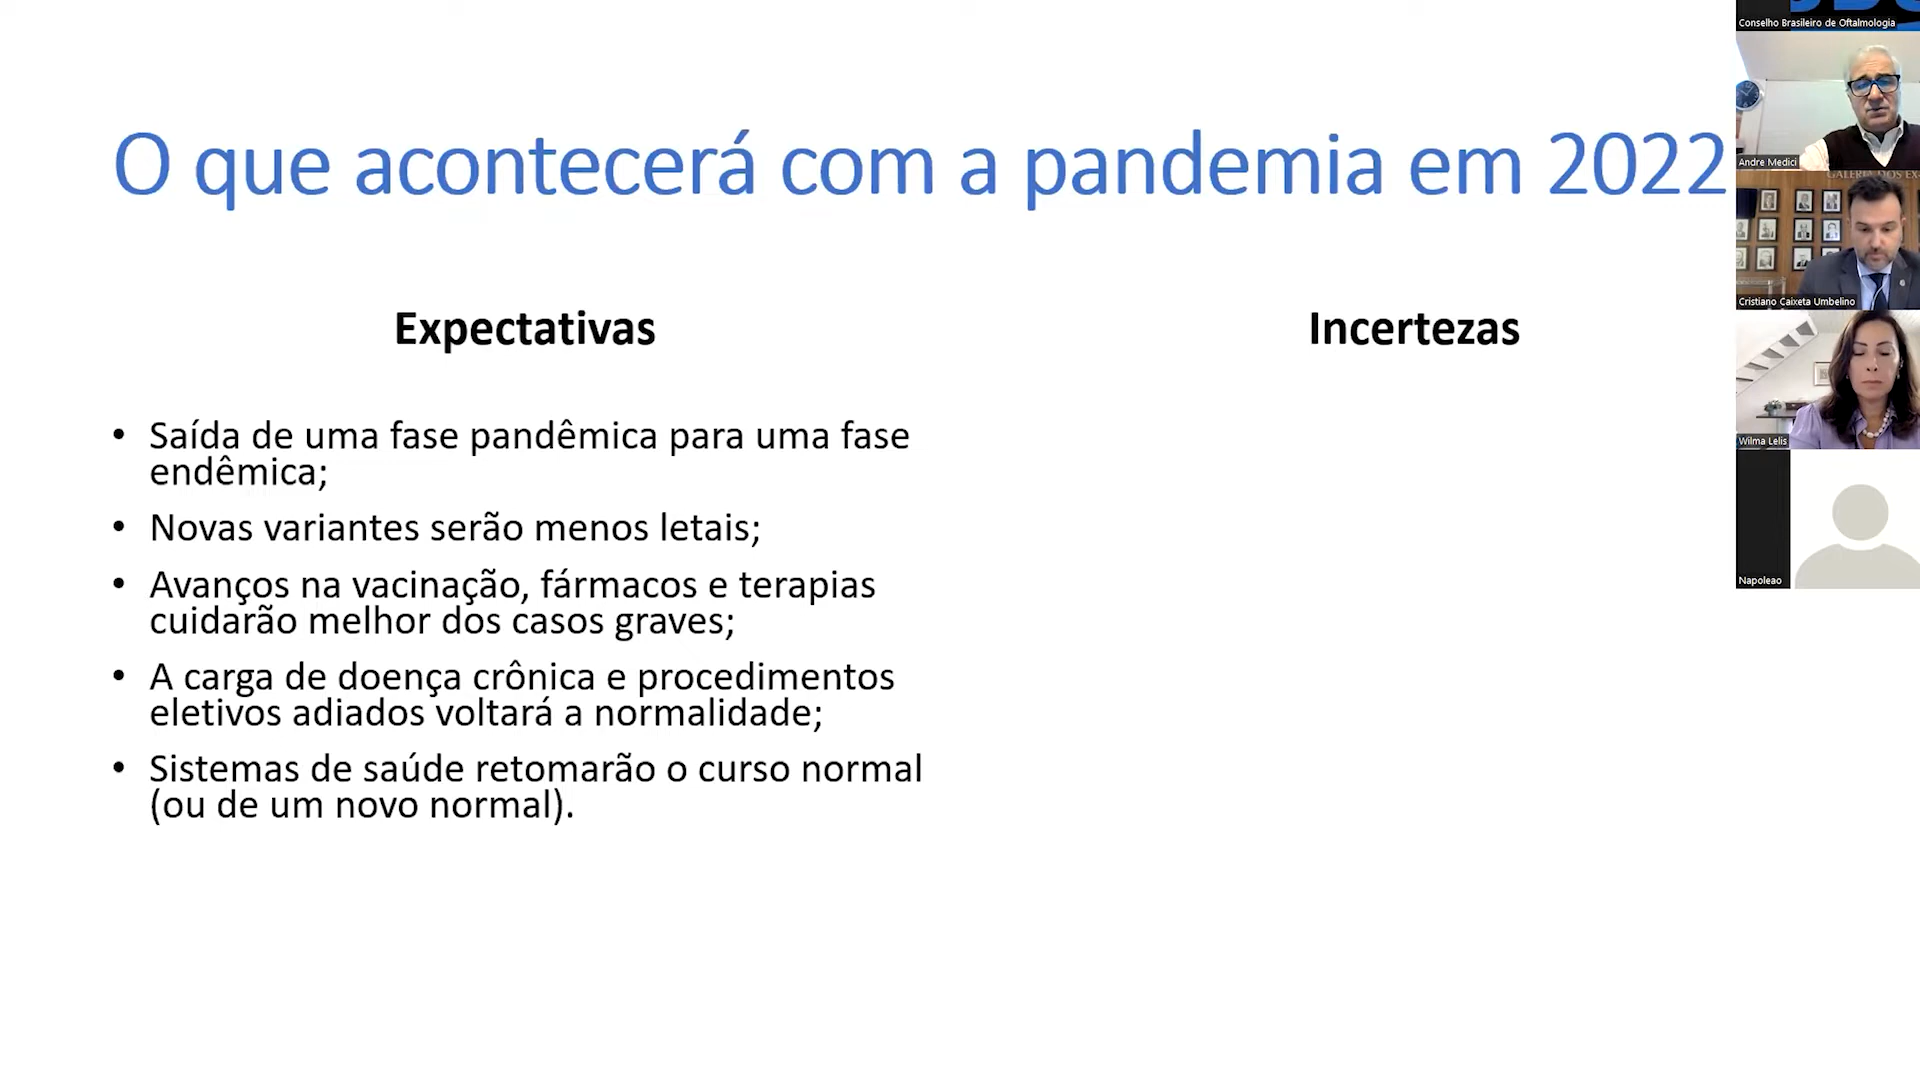 O que acontecerá com a pandemia em 2022
Expectativas
Incertezas
• Saída de uma fase pandêmica para uma fase
endêmica;
• Novas variantes serão menos letais;
• Avanços na vacinação, fármacos e terapias
cuidarão melhor dos casos graves;
• A carga de doença crônica e procedimentos
eletivos adiados voltará a normalidade;
• Sistemas de saúde retomarão o curso normal
(ou de um novo normal).
Conselho Brasileiro de Oftalmologia
Andre Medici
GALERIA DOS EX-
Cristiano Caixeta Umbelino
Wilma Lelis
Napoleao